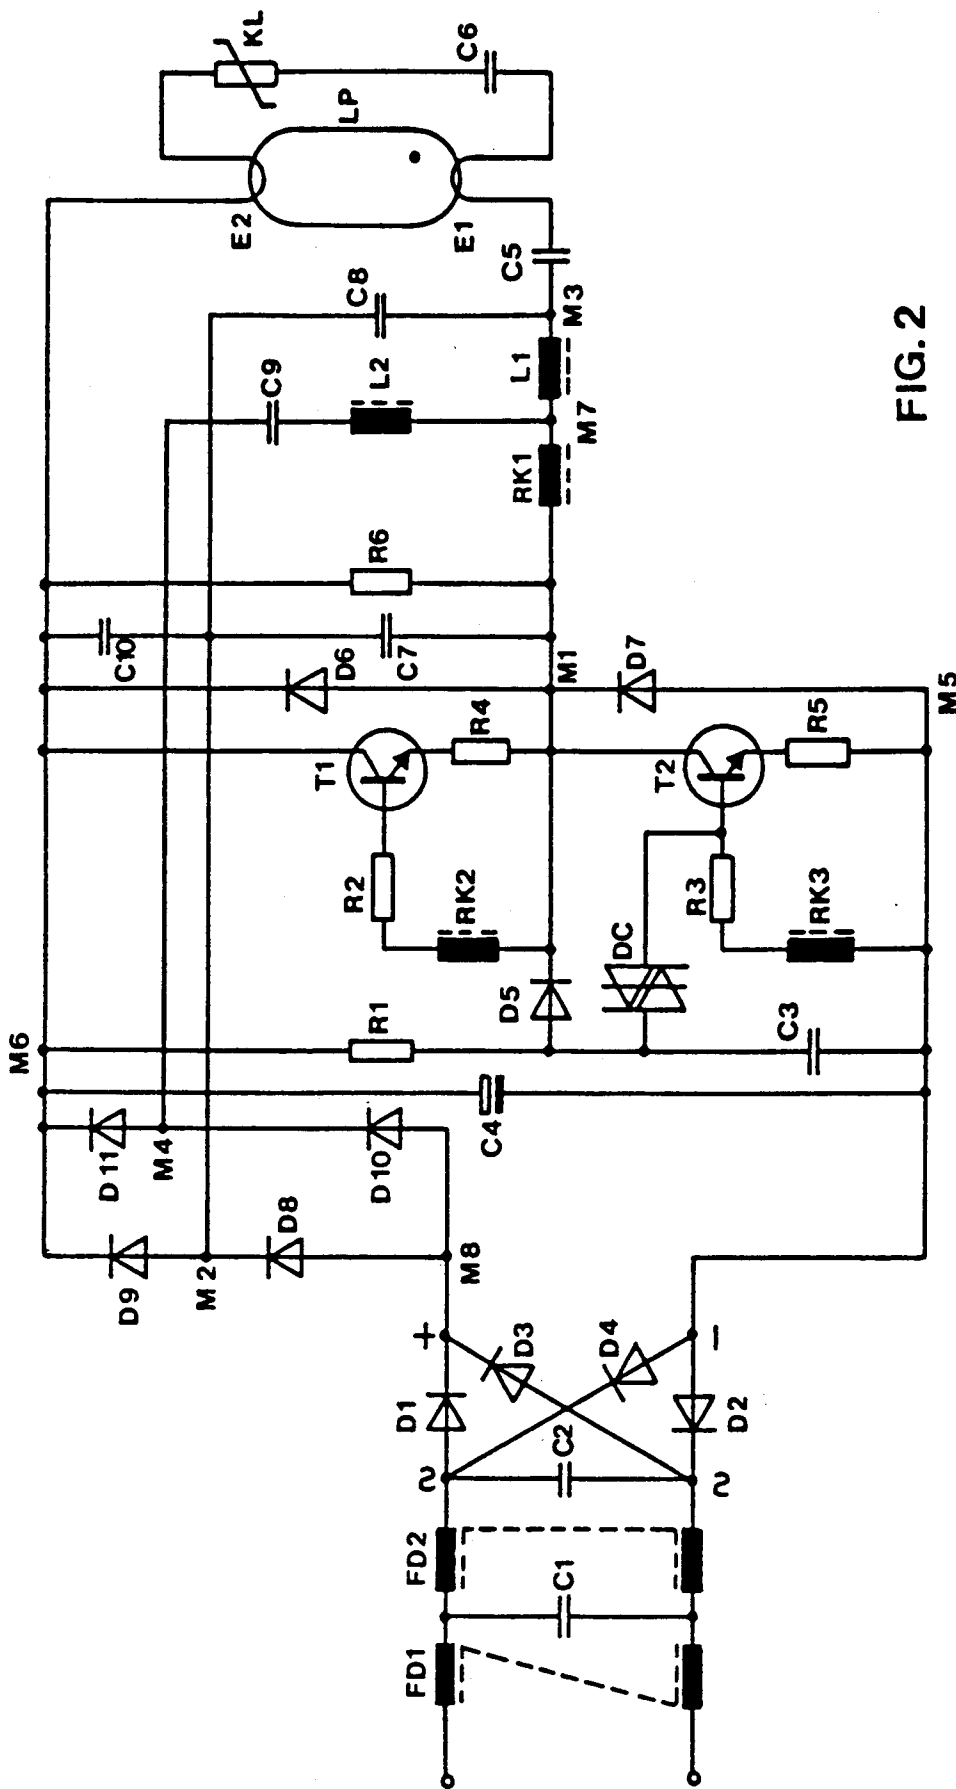 KL
C6
LP
E2
E1
C5
C8
M3
C9
L2
L1
M7
RK1
R6
C10
C7
D6
M1
D7
M5
T1
R4
T2
R5
R2
RK2
R3
RK3
DC
D5
R1
C3
M6
C4
D11
M4
D10
D9
M2
D8
M8
+
−
D3
D4
D1
D2
C2
~
~
FD2
C1
FD1
FIG. 2